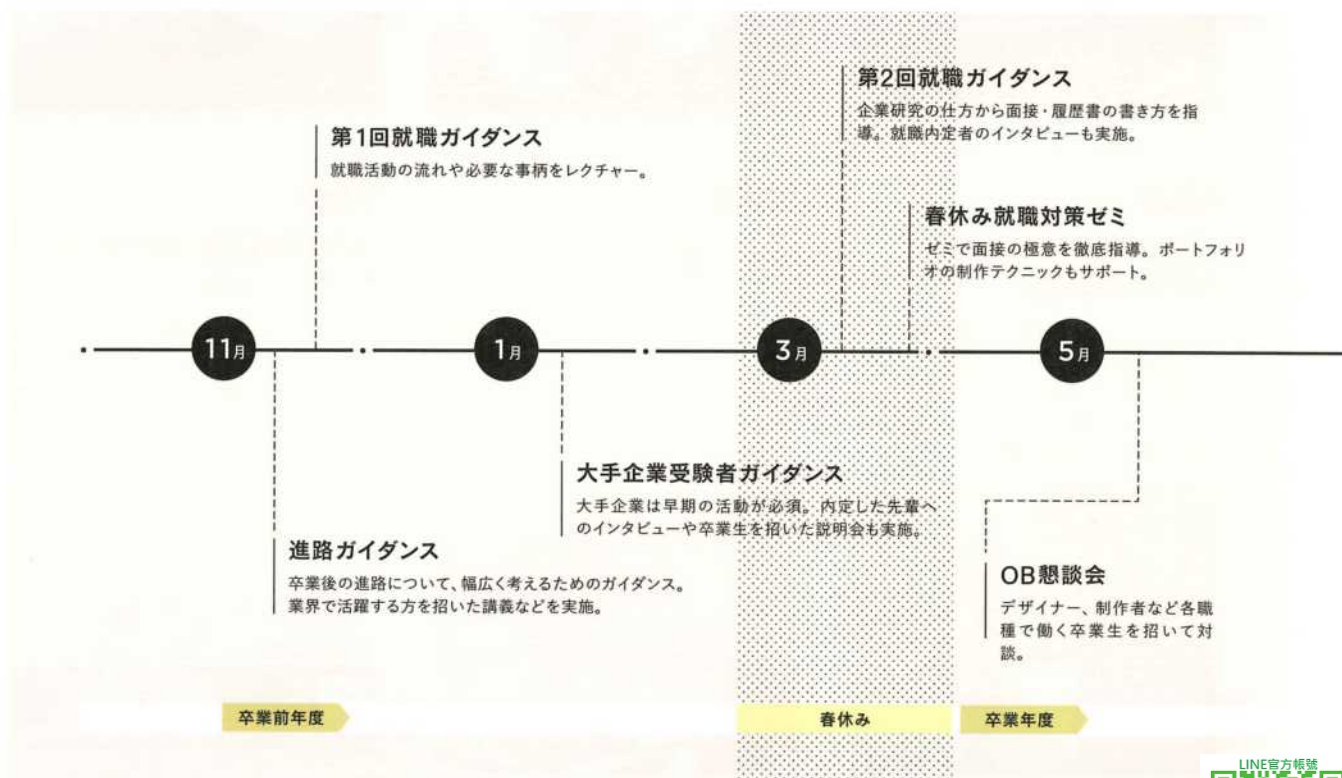 第2回就職ガイダンス
企業研究の仕方から面接・履歴書の書き方を指
導。就職内定者のインタビューも実施。
第1回就職ガイダンス
就職活動の流れや必要な事柄をレクチャー。
春休み就職対策ゼミ
ゼミで面接の極意を徹底指導。ポートフォリ
オの制作テクニックもサポート。
11月
1月
3月
5月
大手企業受験者ガイダンス
大手企業は早期の活動が必須。内定した先輩へ
のインタビューや卒業生を招いた説明会も実施。
進路ガイダンス
卒業後の進路について、幅広く考えるためのガイダンス。
業界で活躍する方を招いた講義などを実施。
OB懇談会
デザイナー、制作者など各職
種で働く卒業生を招いて対
談。
卒業前年度
春休み
卒業年度
LINE官方帳號